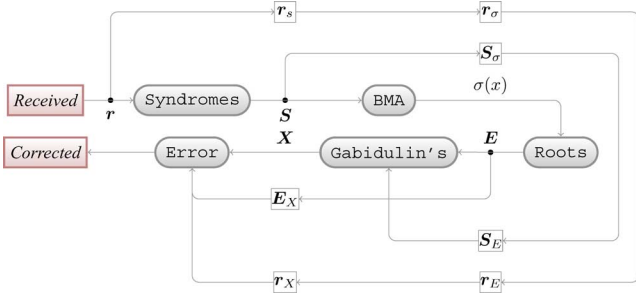 r_s r_σ
S_σ
σ(x)
Received Syndromes BMA
r S
X E
Corrected Error Gabidulin's Roots
E_X
S_E
r_X r_E